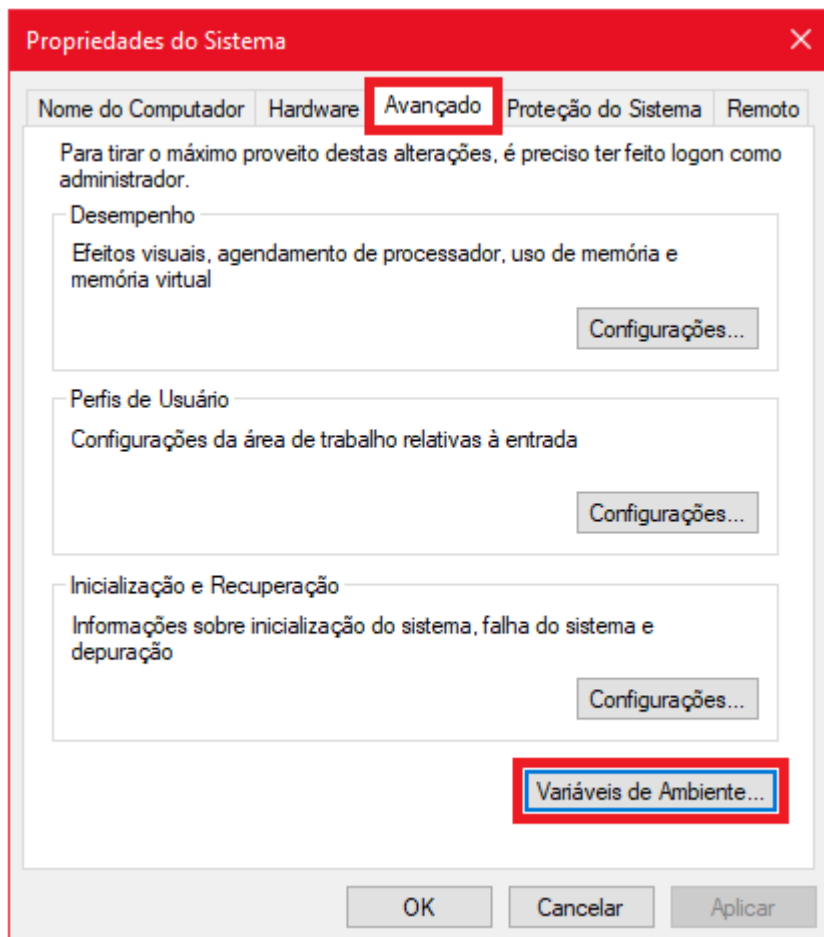 Propriedades do Sistema
Nome do Computador Hardware Avançado Proteção do Sistema Remoto
Para tirar o máximo proveito destas alterações, é preciso ter feito logon como
administrador.
Desempenho
Efeitos visuais, agendamento de processador, uso de memória e
memória virtual
Configurações...
Perfis de Usuário
Configurações da área de trabalho relativas à entrada
Configurações...
Inicialização e Recuperação
Informações sobre inicialização do sistema, falha do sistema e
depuração
Configurações...
Variáveis de Ambiente...
OK Cancelar Aplicar